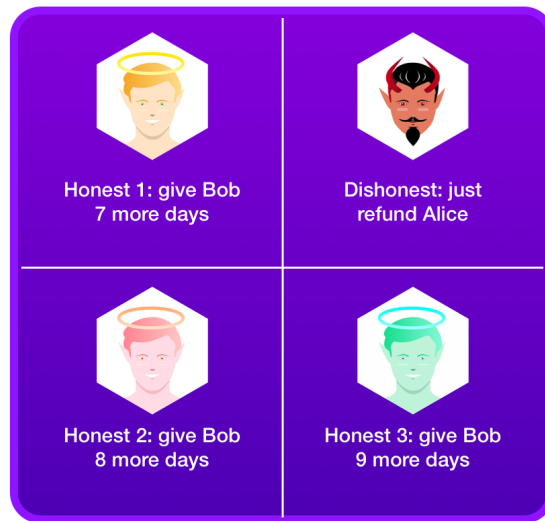 Honest 1: give Bob
7 more days
Dishonest: just
refund Alice
Honest 2: give Bob
8 more days
Honest 3: give Bob
9 more days